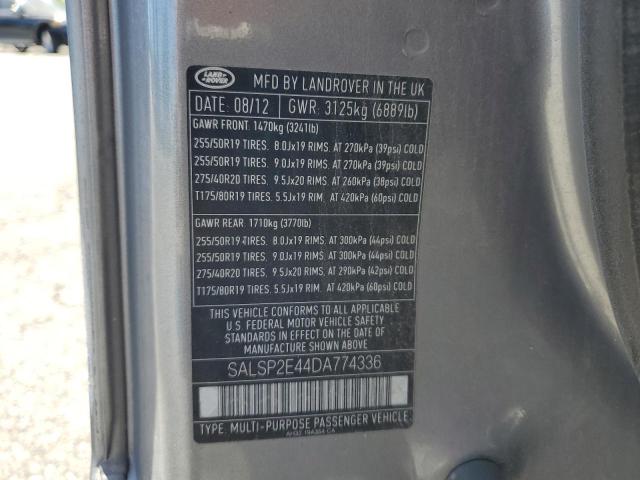 LAND ROVER
MFD BY LANDROVER IN THE UK
DATE: 08/12 GWR: 3125kg (6889lb)
GAWR FRONT: 1470kg (3241lb)
255/50R19 TIRES. 8.0Jx19 RIMS. AT 270kPa (39psi) COLD
255/50R19 TIRES. 9.0Jx19 RIMS. AT 270kPa (39psi) COLD
275/40R20 TIRES. 9.5Jx20 RIMS. AT 260kPa (38psi) COLD
T175/80R19 TIRES. 5.5Jx19 RIM. AT 420kPa (60psi) COLD
GAWR REAR: 1710kg (3770lb)
255/50R19 TIRES. 8.0Jx19 RIMS. AT 300kPa (44psi) COLD
255/50R19 TIRES. 9.0Jx19 RIMS. AT 300kPa (44psi) COLD
275/40R20 TIRES. 9.5Jx20 RIMS. AT 290kPa (42psi) COLD
T175/80R19 TIRES. 5.5Jx19 RIM. AT 420kPa (60psi) COLD
THIS VEHICLE CONFORMS TO ALL APPLICABLE
U.S. FEDERAL MOTOR VEHICLE SAFETY
STANDARDS IN EFFECT ON THE DATE OF
MANUFACTURE SHOWN ABOVE.
SALSP2E44DA774336
TYPE: MULTI-PURPOSE PASSENGER VEHICLE